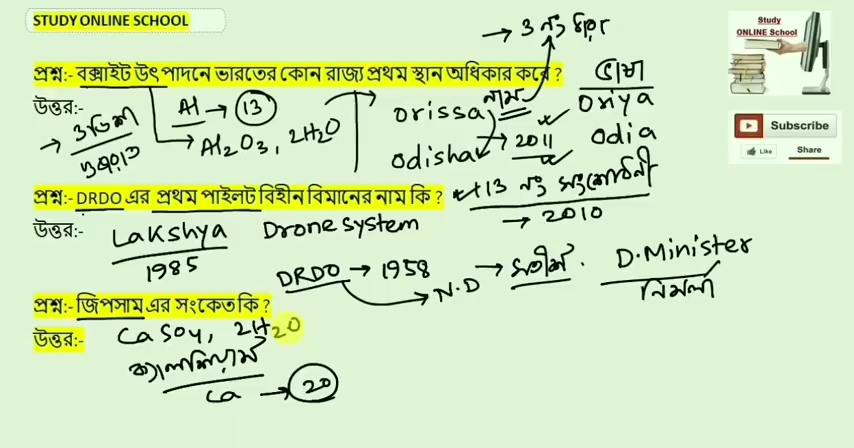 STUDY ONLINE SCHOOL
Study
ONLINE School
Subscribe
Like Share
→ 3 নং ধারা
প্রশ্ন:- বক্সাইট উৎপাদনে ভারতের কোন রাজ্য প্রথম স্থান অধিকার করে ?
উত্তর:-
→ ওডিশা
Al → 13
→ Al2O3, 2H2O
orissa
odisha
নাম
→ 2011
ভাষা
Oriya
Odia
প্রশ্ন:- DRDO এর প্রথম পাইলট বিহীন বিমানের নাম কি ?
উত্তর:- Lakshya Drone system
1985
→ 2010
DRDO → 1958
→ N.D → সতীশ. D.Minister
প্রশ্ন:- জিপসাম এর সংকেত কি ?
উত্তর:- CaSO4, 2H2O
ক্যালসিয়াম
Ca → 20